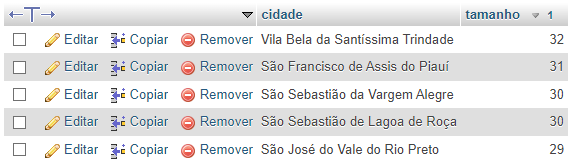 cidade tamanho 1
Editar Copiar Remover Vila Bela da Santíssima Trindade 32
Editar Copiar Remover São Francisco de Assis do Piauí 31
Editar Copiar Remover São Sebastião da Vargem Alegre 30
Editar Copiar Remover São Sebastião de Lagoa de Roça 30
Editar Copiar Remover São José do Vale do Rio Preto 29